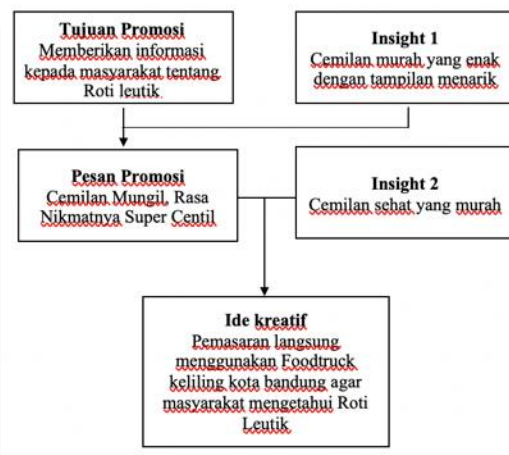 Tujuan Promosi
Memberikan informasi
kepada masyarakat tentang
Roti leutik.
Insight 1
Cemilan murah yang enak
dengan tampilan menarik
Pesan Promosi
Cemilan Mungil, Rasa
Nikmatnya Super Centil
Insight 2
Cemilan sehat yang murah
Ide kreatif
Pemasaran langsung
menggunakan Foodtruck
keliling kota bandung agar
masyarakat mengetahui Roti
Leutik